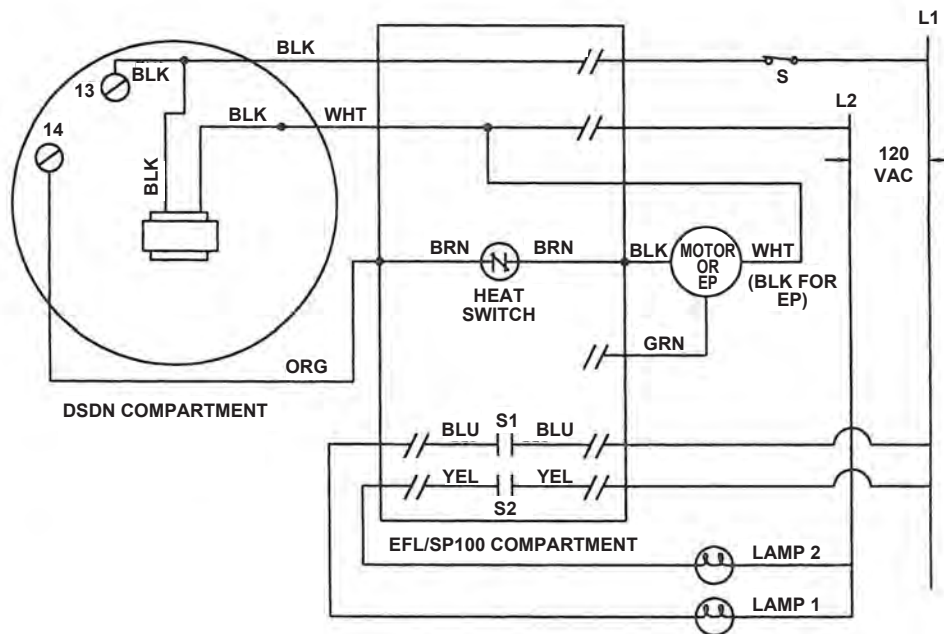 L1
BLK
BLK
13
S
L2
BLK
WHT
14
120
VAC
BLK
BRN
BRN
BLK
MOTOR
OR
EP
WHT
HEAT
SWITCH
(BLK FOR
EP)
GRN
ORG
DSDN COMPARTMENT
S1
BLU
BLU
YEL
YEL
S2
EFL/SP100 COMPARTMENT
LAMP 2
LAMP 1